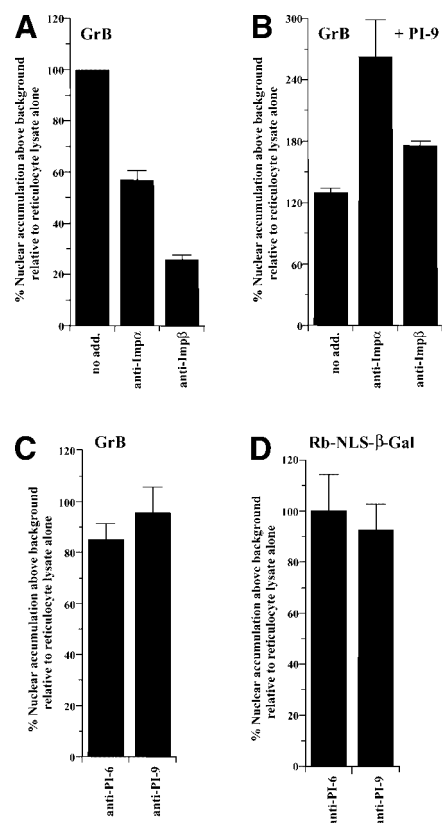 A
GrB
% Nuclear accumulation above background
relative to reticulocyte lysate alone
120
100
80
60
40
20
0
no add.
anti-Impα
anti-Impβ
B
GrB + PI-9
% Nuclear accumulation above background
relative to reticulocyte lysate alone
300
240
180
120
60
0
no add.
anti-Impα
anti-Impβ
C
GrB
% Nuclear accumulation above background
relative to reticulocyte lysate alone
120
100
80
60
40
20
0
anti-PI-6
anti-PI-9
D
Rb-NLS-β-Gal
% Nuclear accumulation above background
relative to reticulocyte lysate alone
120
100
80
60
40
20
0
anti-PI-6
anti-PI-9